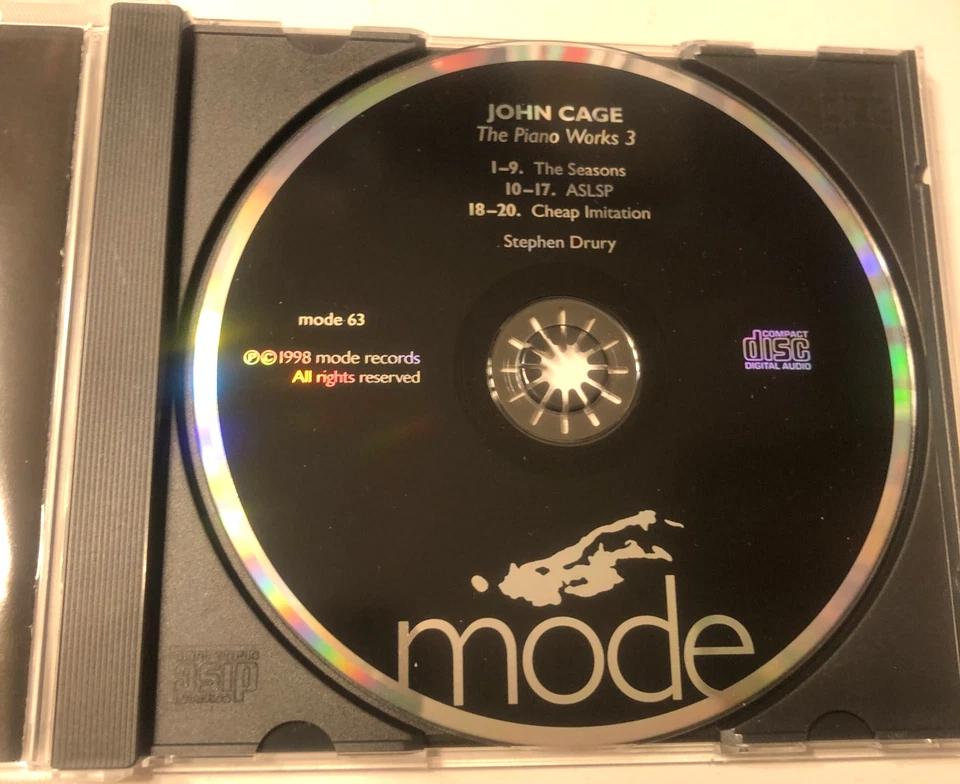 JOHN CAGE
The Piano Works 3
1–9. The Seasons
10–17. ASLSP
18–20. Cheap Imitation
Stephen Drury
mode 63
℗©1998 mode records
All rights reserved
COMPACT
disc
DIGITAL AUDIO
mode